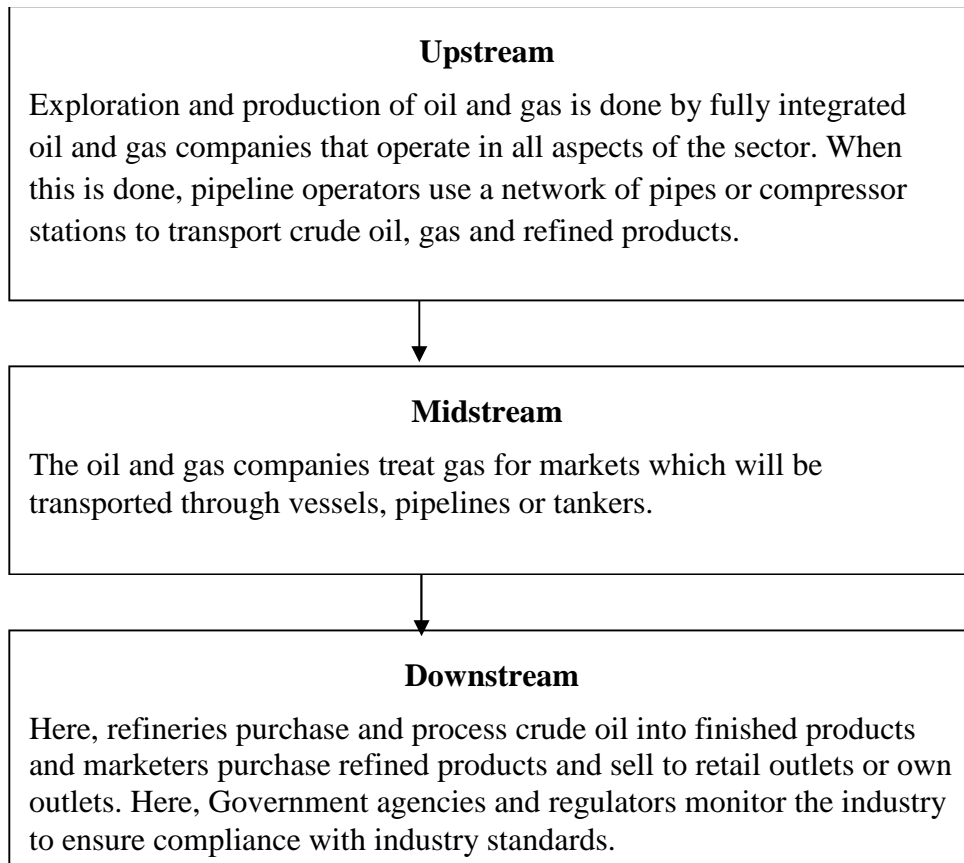 Upstream
Exploration and production of oil and gas is done by fully integrated
oil and gas companies that operate in all aspects of the sector. When
this is done, pipeline operators use a network of pipes or compressor
stations to transport crude oil, gas and refined products.
Midstream
The oil and gas companies treat gas for markets which will be
transported through vessels, pipelines or tankers.
Downstream
Here, refineries purchase and process crude oil into finished products
and marketers purchase refined products and sell to retail outlets or own
outlets. Here, Government agencies and regulators monitor the industry
to ensure compliance with industry standards.